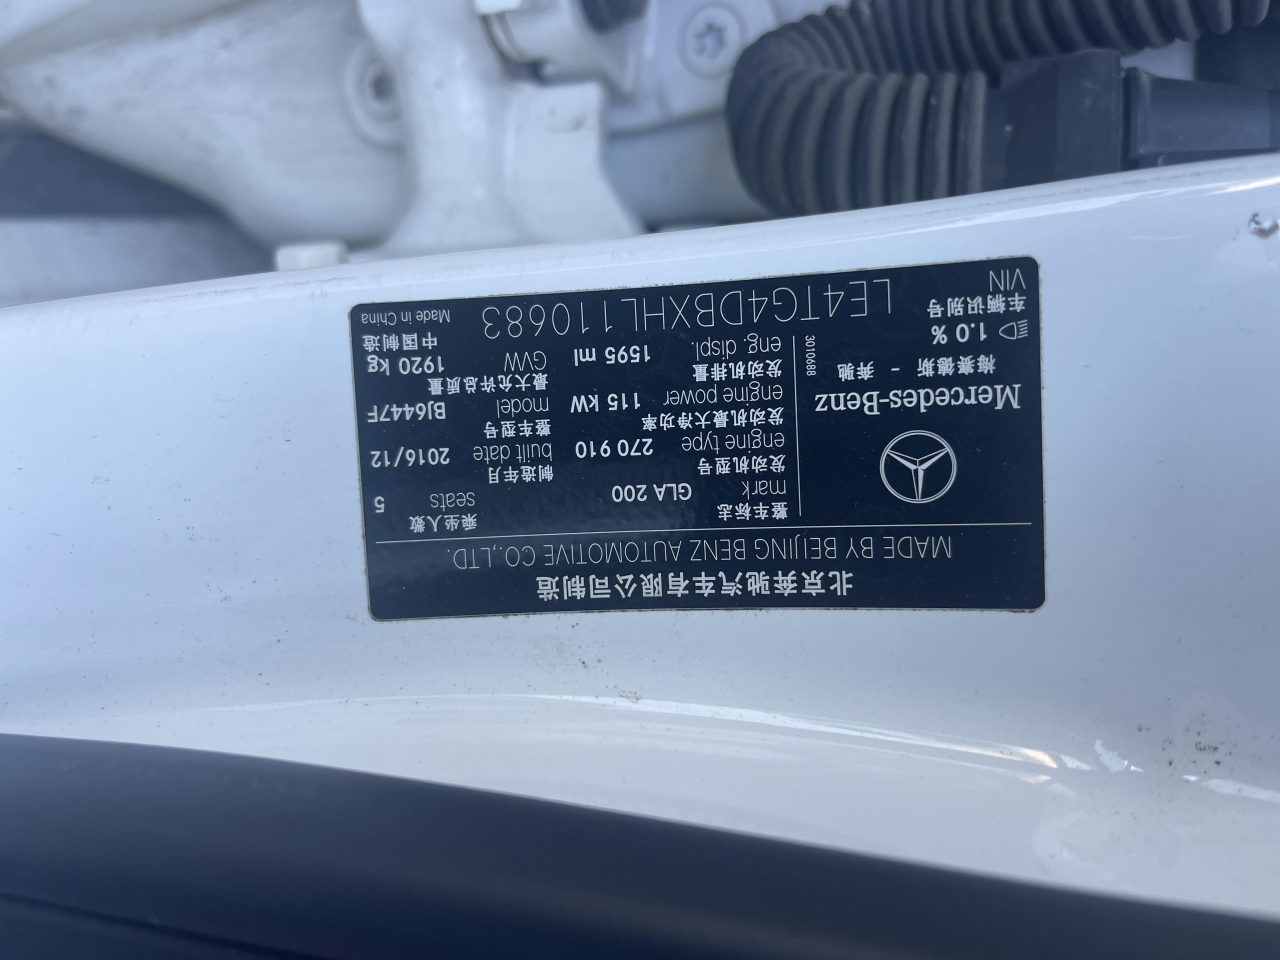 北京奔驰汽车有限公司制造
MADE BY BEIJING BENZ AUTOMOTIVE CO.,LTD.
Mercedes-Benz
梅赛德斯 - 奔驰
1.0 %
3010688
整车标志
mark GLA 200
乘坐人数
seats 5
发动机型号
engine type 270 910
制造年月
built date 2016/12
发动机最大净功率
engine power 115 kW
整车型号
model BJ6447F
发动机排量
eng. displ. 1595 ml
最大允许总质量
GVW 1920 kg
车辆识别号
VIN LE4TG4DBXHL110683
中国制造
Made in China